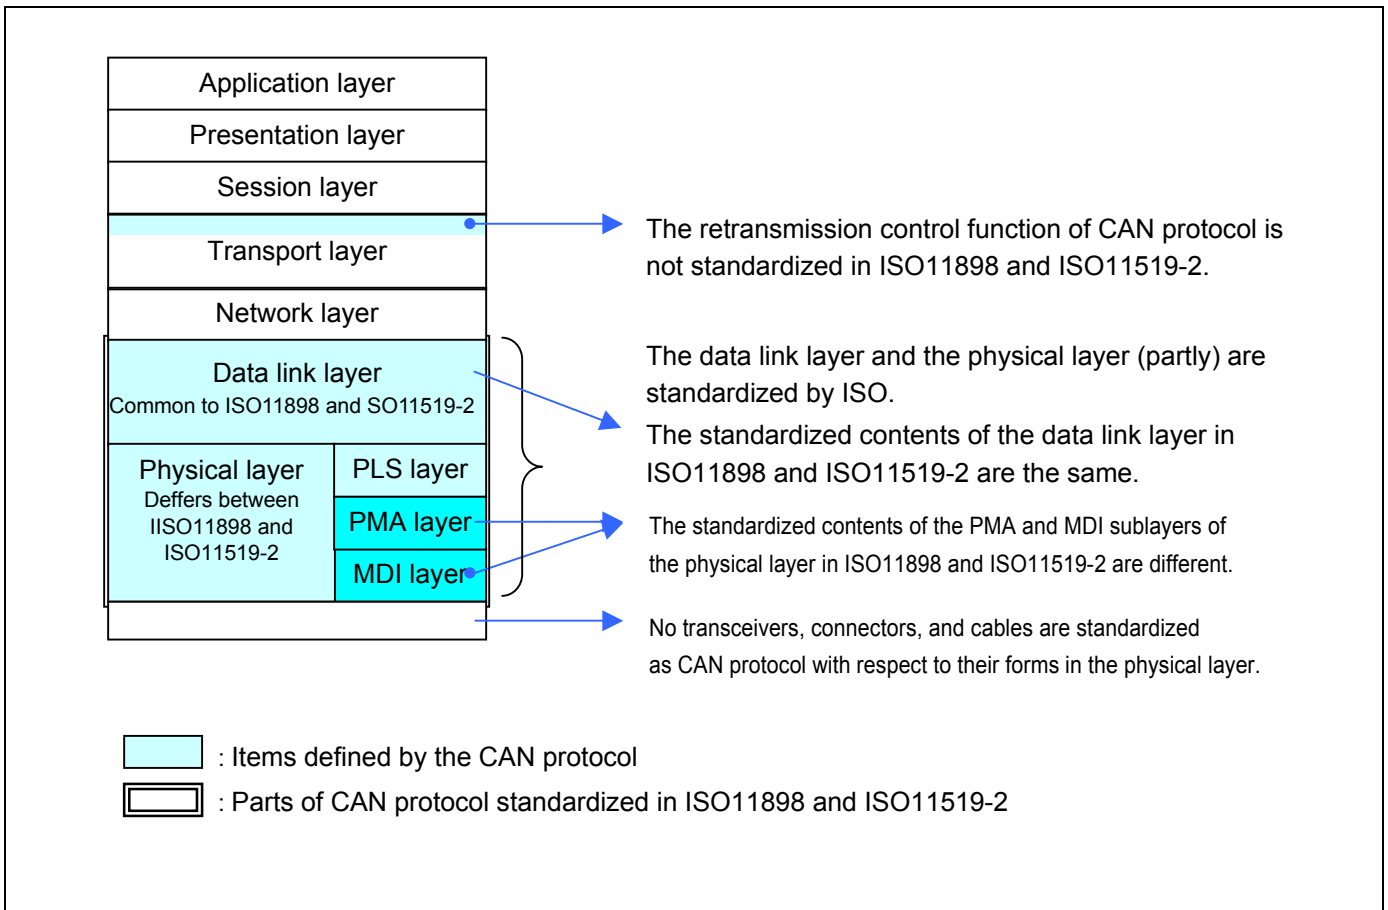 Application layer
Presentation layer
Session layer
Transport layer
The retransmission control function of CAN protocol is
not standardized in ISO11898 and ISO11519-2.
Network layer
Data link layer
Common to ISO11898 and SO11519-2
The data link layer and the physical layer (partly) are
standardized by ISO.
The standardized contents of the data link layer in
ISO11898 and ISO11519-2 are the same.
Physical layer
Deffers between
IISO11898 and
ISO11519-2
PLS layer
PMA layer
MDI layer
The standardized contents of the PMA and MDI sublayers of
the physical layer in ISO11898 and ISO11519-2 are different.
No transceivers, connectors, and cables are standardized
as CAN protocol with respect to their forms in the physical layer.
: Items defined by the CAN protocol
: Parts of CAN protocol standardized in ISO11898 and ISO11519-2